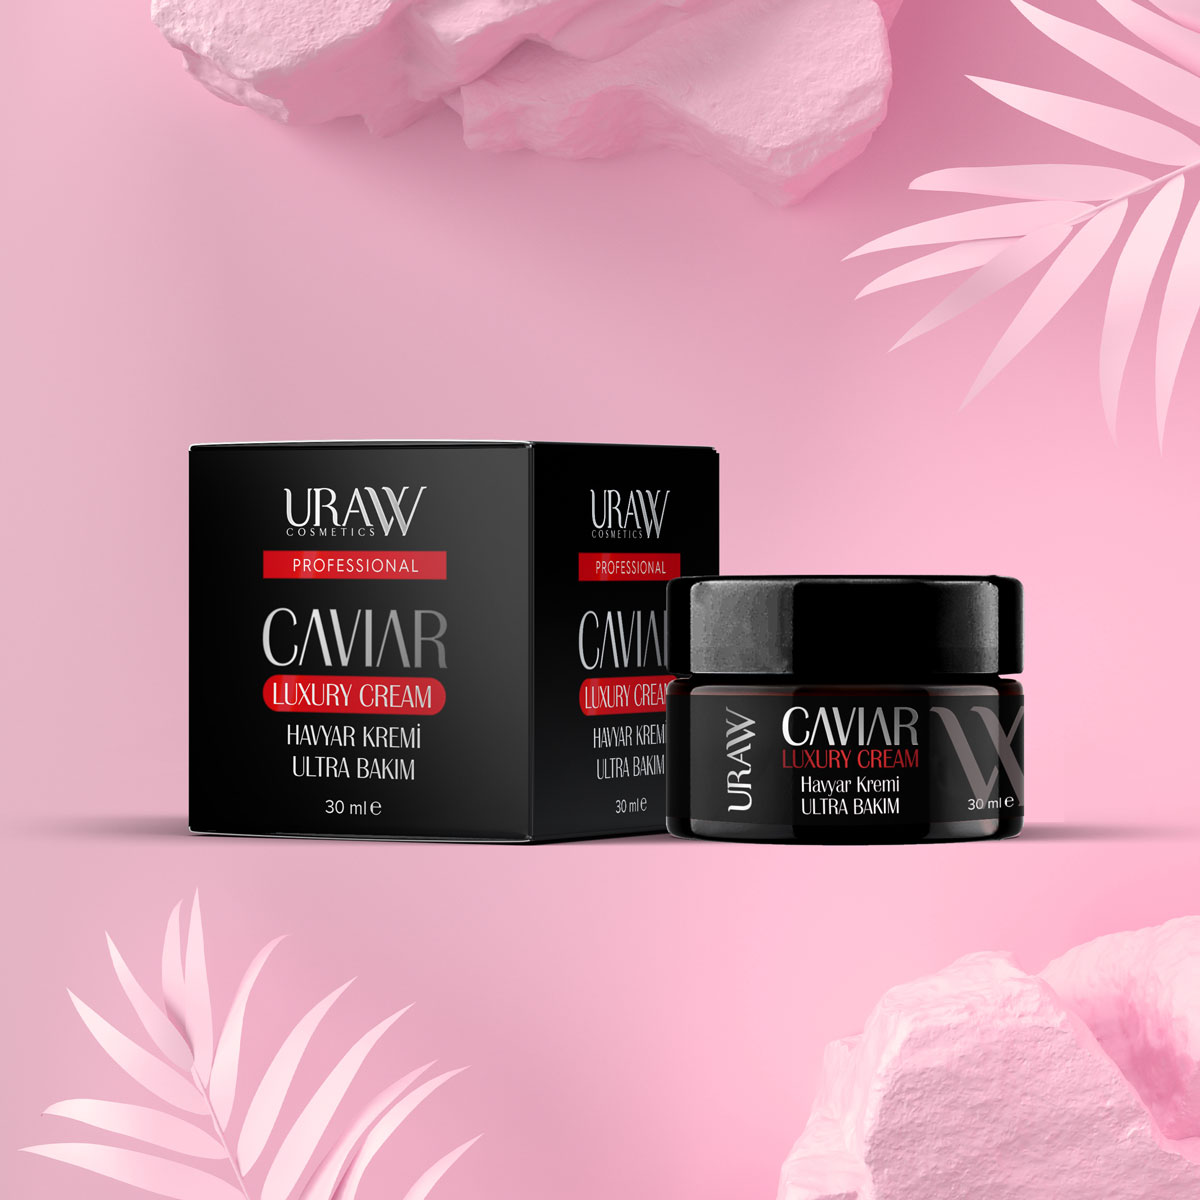 URAW
COSMETICS
PROFESSIONAL
CAVIAR
LUXURY CREAM
HAVYAR KREMİ
ULTRA BAKIM
30 ml e
URAW
COSMETICS
PROFESSIONAL
CAVIAR
LUXURY CREAM
HAVYAR KREMİ
ULTRA BAKIM
30 ml e
URAW
CAVIAR
LUXURY CREAM
Havyar Kremi
ULTRA BAKIM
30 ml e